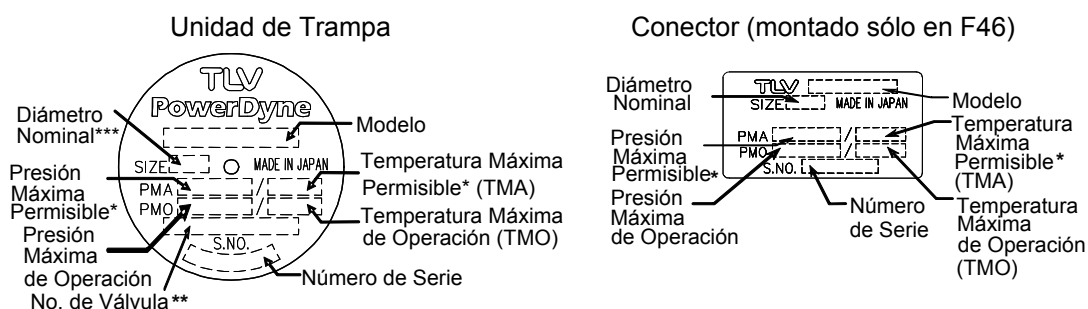 Unidad de Trampa
TLV
PowerDyne
Diámetro
Nominal***
Modelo
SIZE
MADE IN JAPAN
Presión
Máxima
Permisible*
PMA
/
Temperatura Máxima
Permisible* (TMA)
PMO
/
Temperatura Máxima
de Operación (TMO)
Presión
Máxima
de Operación
S.NO.
No. de Válvula**
Número de Serie
Conector (montado sólo en F46)
Diámetro
Nominal
TLV
SIZE
MADE IN JAPAN
Modelo
Presión
Máxima
Permisible*
PMA
/
Temperatura
Máxima
Permisible*
(TMA)
PMO
/
S.NO.
Presión
Máxima
de Operación
Número
de Serie
Temperatura
Máxima
de Operación
(TMO)